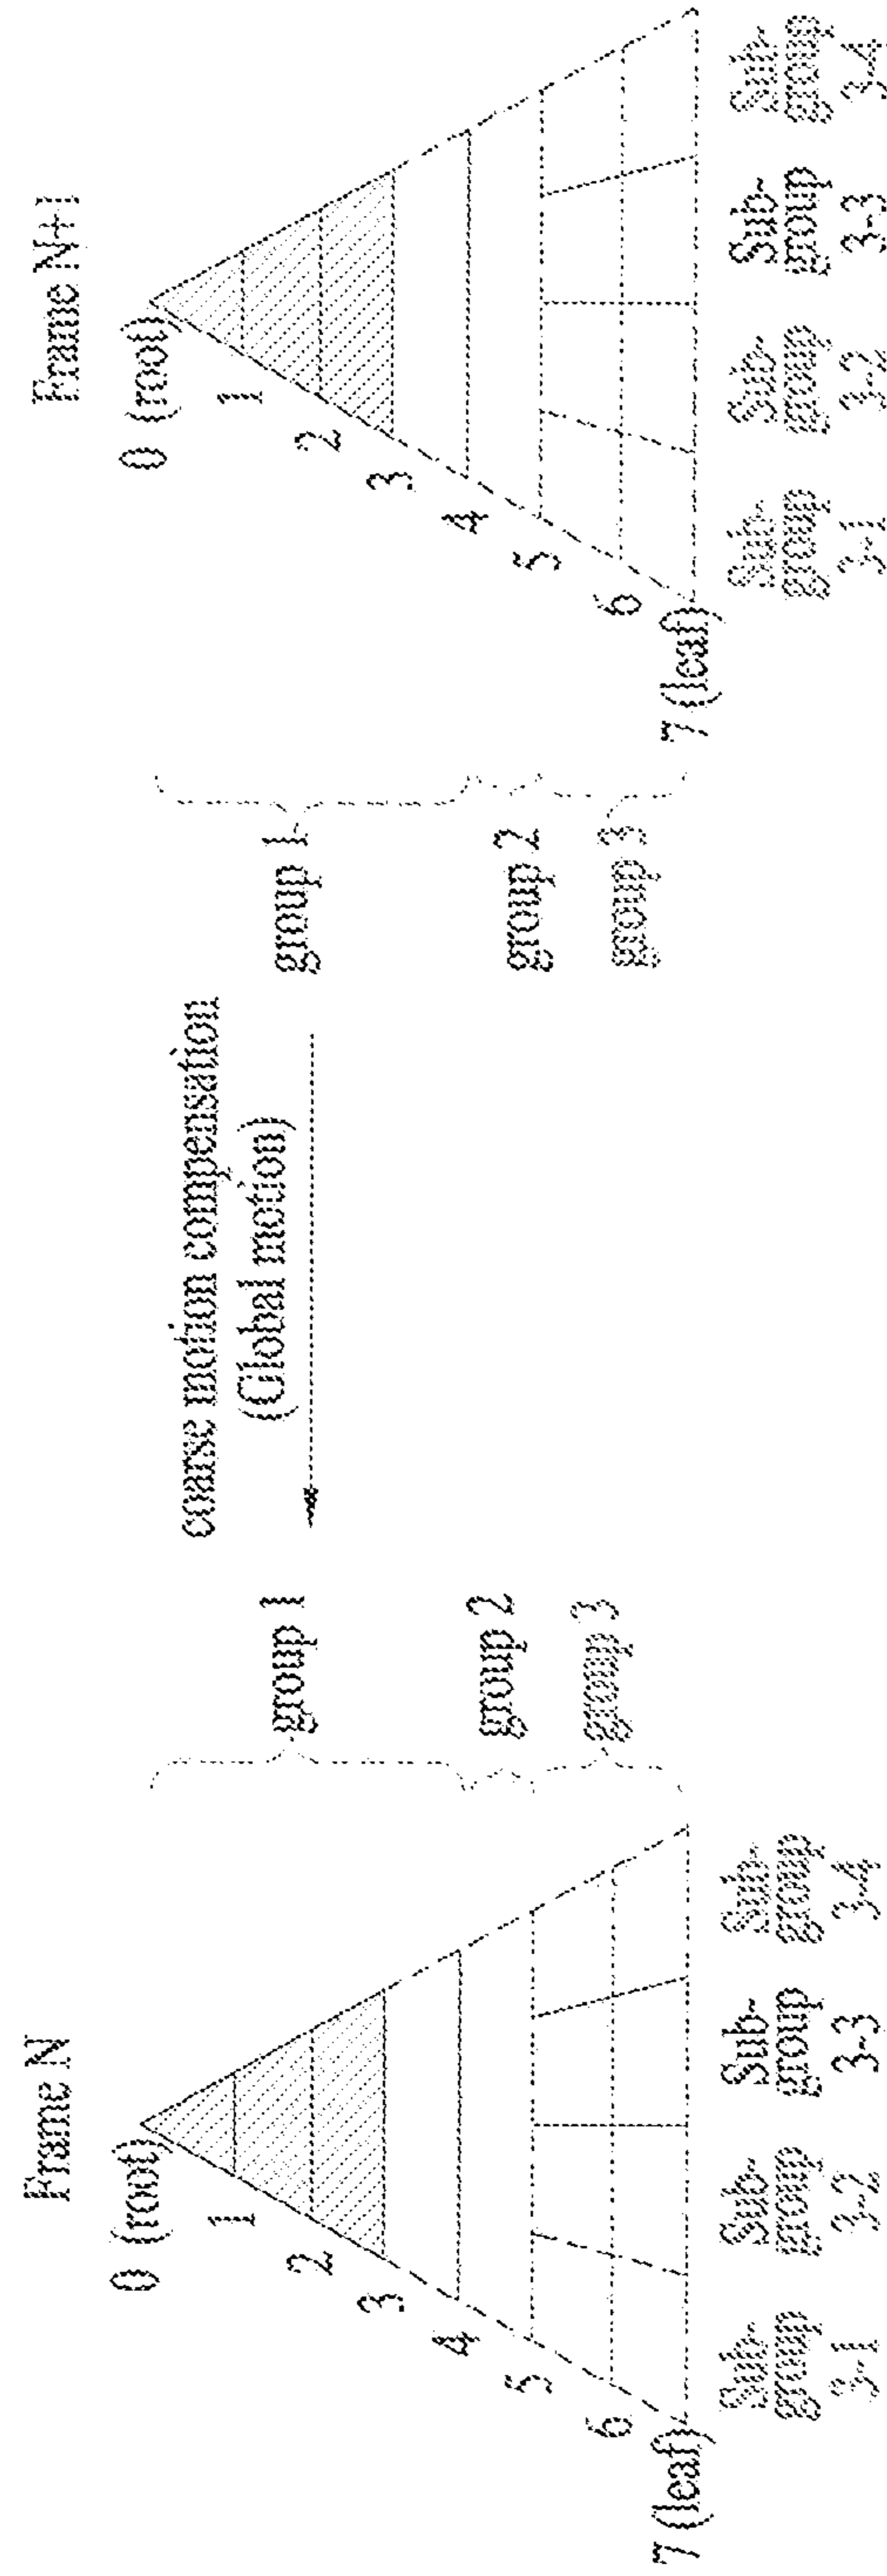 Frame N
0 (root)
1
2
3
4
5
6
7 (leaf)
group 1
group 2
group 3
Sub-
group
3-1
Sub-
group
3-2
Sub-
group
3-3
Sub-
group
3-4
coarse motion compensation
(Global motion)
Frame N+1
0 (root)
1
2
3
4
5
6
7 (leaf)
group 1
group 2
group 3
Sub-
group
3-1
Sub-
group
3-2
Sub-
group
3-3
Sub-
group
3-4